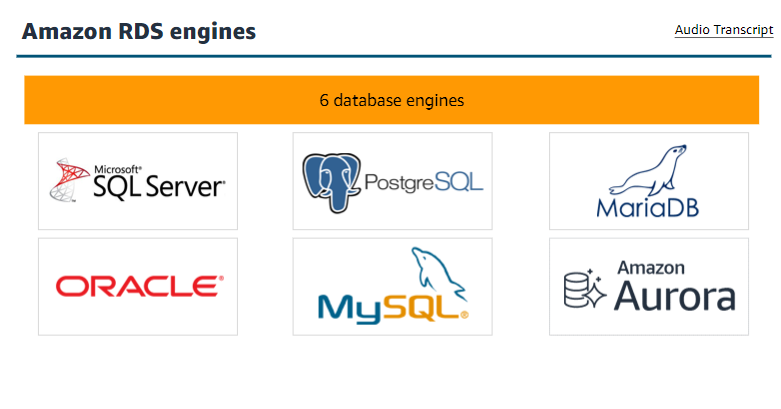 Amazon RDS engines
Audio Transcript
6 database engines
Microsoft®
SQL Server®
PostgreSQL
MariaDB
ORACLE®
MySQL®
Amazon
Aurora